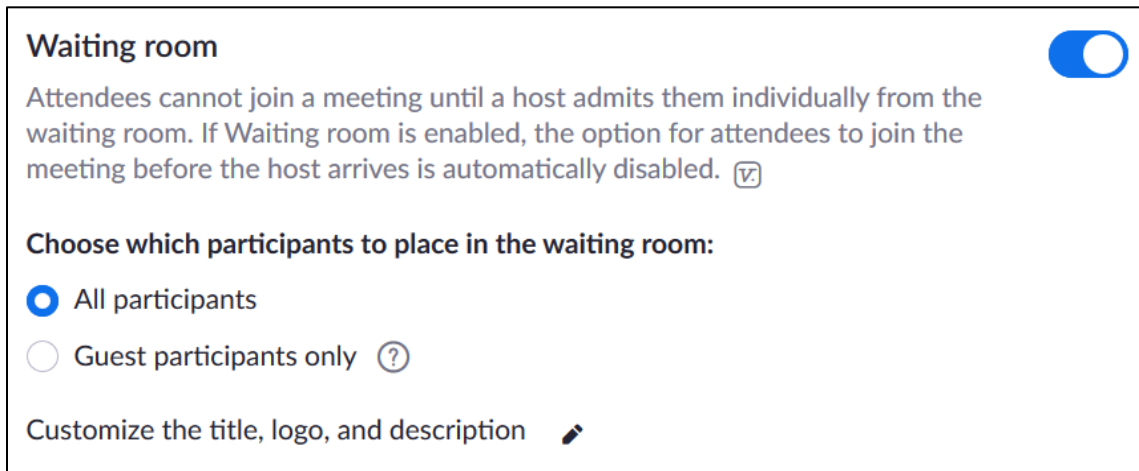 Waiting room
Attendees cannot join a meeting until a host admits them individually from the
waiting room. If Waiting room is enabled, the option for attendees to join the
meeting before the host arrives is automatically disabled. V.
Choose which participants to place in the waiting room:
All participants
Guest participants only ?
Customize the title, logo, and description